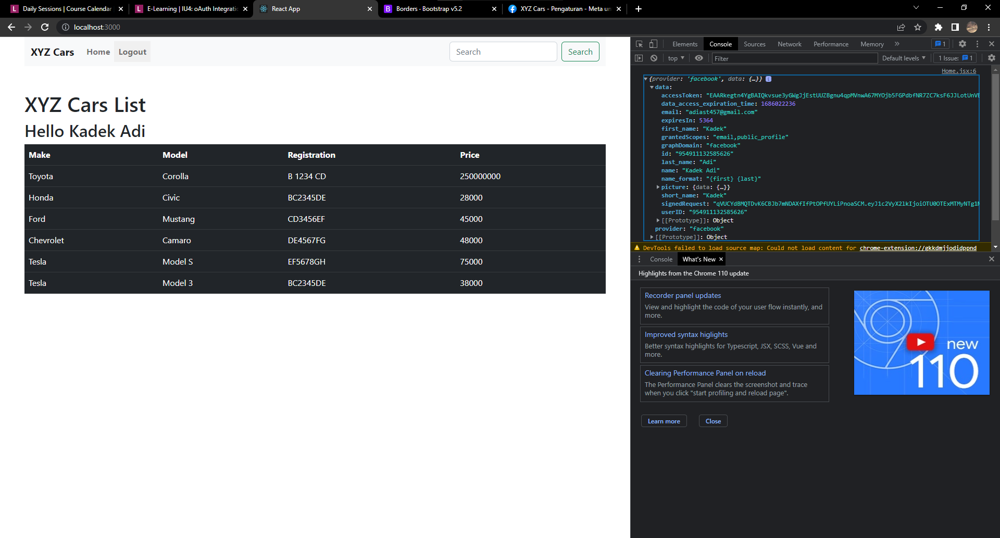 Daily Sessions | Course Calendar
E-Learning | IU4: oAuth Integratio
React App
Borders · Bootstrap v5.2
XYZ Cars - Pengaturan - Meta un
localhost:3000
XYZ Cars Home Logout Search Search
XYZ Cars List
Hello Kadek Adi
Make Model Registration Price
Toyota Corolla B 1234 CD 250000000
Honda Civic BC2345DE 28000
Ford Mustang CD3456EF 45000
Chevrolet Camaro DE4567FG 48000
Tesla Model S EF5678GH 75000
Tesla Model 3 BC2345DE 38000
Elements Console Sources Network Performance Memory 1
top Filter Default levels 1 Issue: 1
Home.jsx:6
{provider: 'facebook', data: {…}}
data:
accessToken: "EAARkegtn4YgBAIQkvsue3yGWgJjEstUUZBgnu4qpMVnwA67MYOjb5FGPdbfNR7ZC7ksF6JJLotUnVE
data_access_expiration_time: 1686022236
email: "adiast457@gmail.com"
expiresIn: 5364
first_name: "Kadek"
grantedScopes: "email,public_profile"
graphDomain: "facebook"
id: "954911132585626"
last_name: "Adi"
name: "Kadek Adi"
name_format: "{first} {last}"
picture: {data: {…}}
short_name: "Kadek"
signedRequest: "qVUCYdBMQTDvK6CBJb7mNDAXfIfPtOPfUYLiPnoaSCM.eyJ1c2VyX2lkIjoiOTU0OTExMTMyNTg1N
userID: "954911132585626"
[[Prototype]]: Object
provider: "facebook"
[[Prototype]]: Object
DevTools failed to load source map: Could not load content for chrome-extension://gkkdmjjodidppnd
Console What's New
Highlights from the Chrome 110 update
Recorder panel updates
View and highlight the code of your user flow instantly, and
more.
Improved syntax higlights
Better syntax highlights for Typescript, JSX, SCSS, Vue and
more.
Clearing Performance Panel on reload
The Performance Panel clears the screenshot and trace
when you click "start profiling and reload page".
new
110
Learn more Close